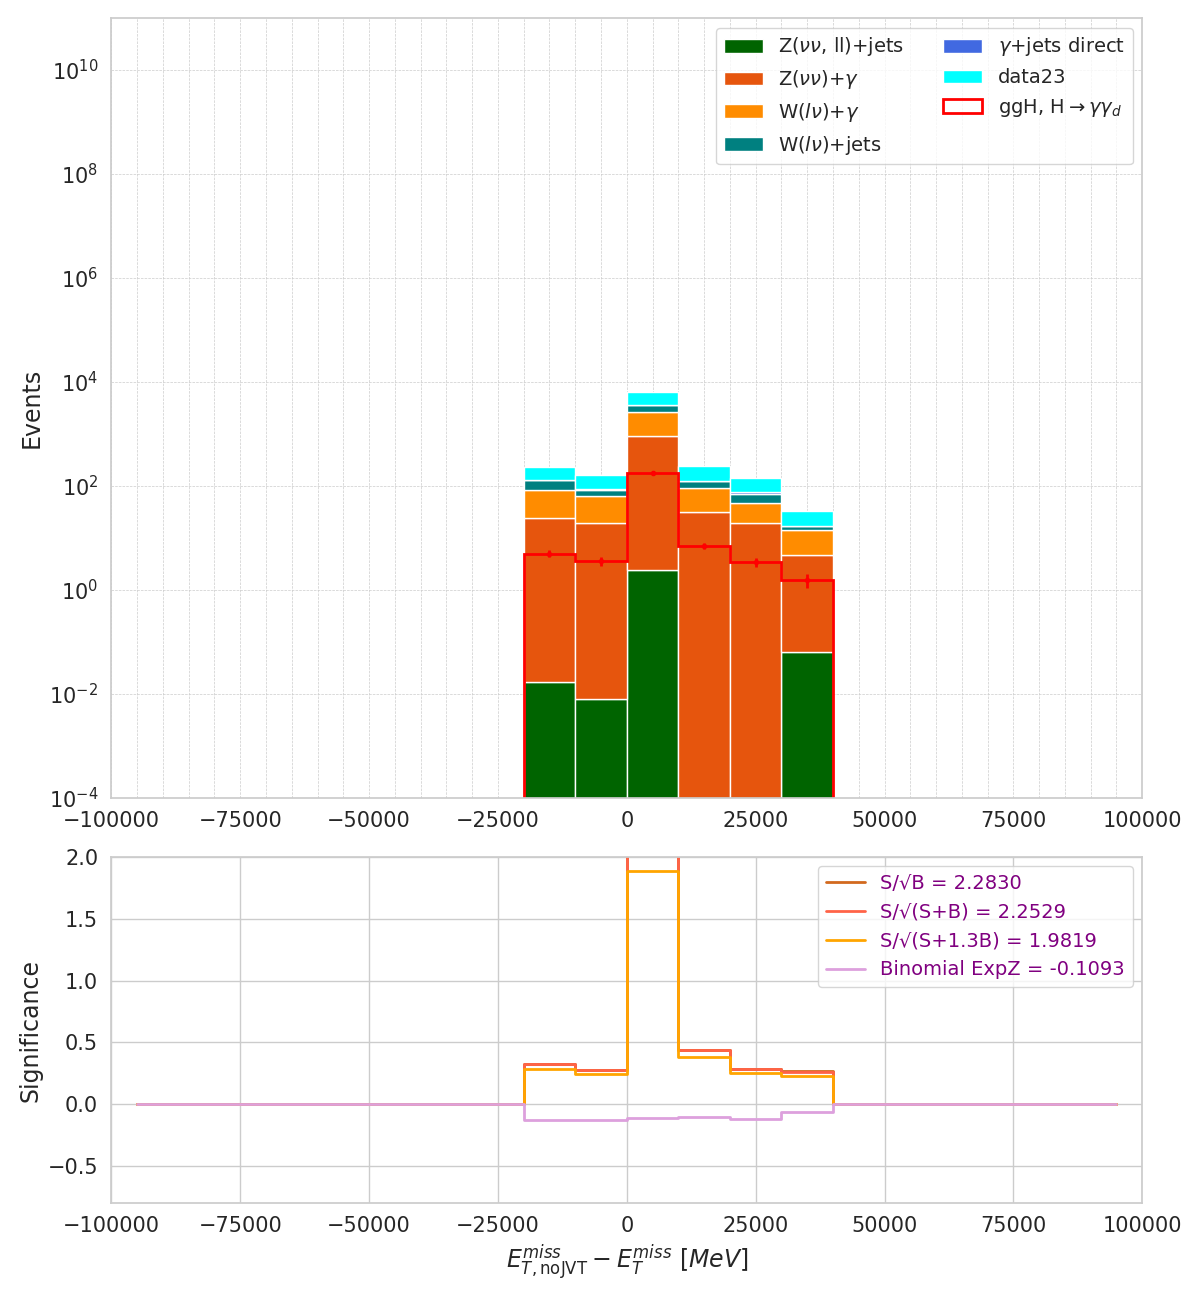 Z(νν, ll)+jets
Z(νν)+γ
W(lν)+γ
W(lν)+jets
γ+jets direct
data23
ggH, H→γγ_d
Events
10^10
10^8
10^6
10^4
10^2
10^0
10^−2
10^−4
−100000 −75000 −50000 −25000 0 25000 50000 75000 100000
S/√B = 2.2830
S/√(S+B) = 2.2529
S/√(S+1.3B) = 1.9819
Binomial ExpZ = -0.1093
Significance
2.0
1.5
1.0
0.5
0.0
−0.5
−100000 −75000 −50000 −25000 0 25000 50000 75000 100000
E_{T,noJVT}^{miss} − E_T^{miss} [MeV]